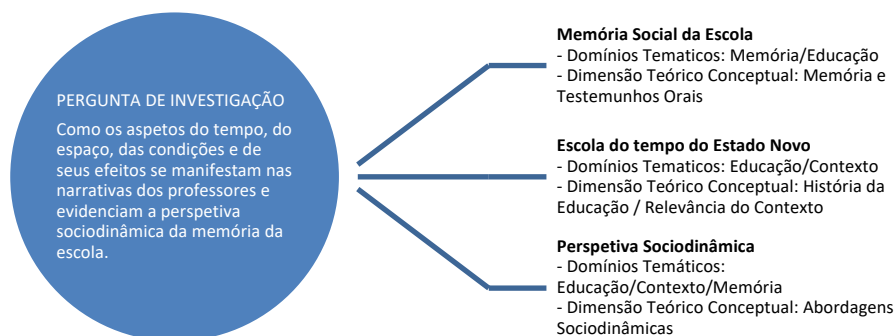 PERGUNTA DE INVESTIGAÇÃO
Como os aspetos do tempo, do
espaço, das condições e de
seus efeitos se manifestam nas
narrativas dos professores e
evidenciam a perspetiva
sociodinâmica da memória da
escola.
Memória Social da Escola
- Domínios Tematicos: Memória/Educação
- Dimensão Teórico Conceptual: Memória e
Testemunhos Orais
Escola do tempo do Estado Novo
- Domínios Tematicos: Educação/Contexto
- Dimensão Teórico Conceptual: História da
Educação / Relevância do Contexto
Perspetiva Sociodinâmica
- Domínios Temáticos:
Educação/Contexto/Memória
- Dimensão Teórico Conceptual: Abordagens
Sociodinâmicas